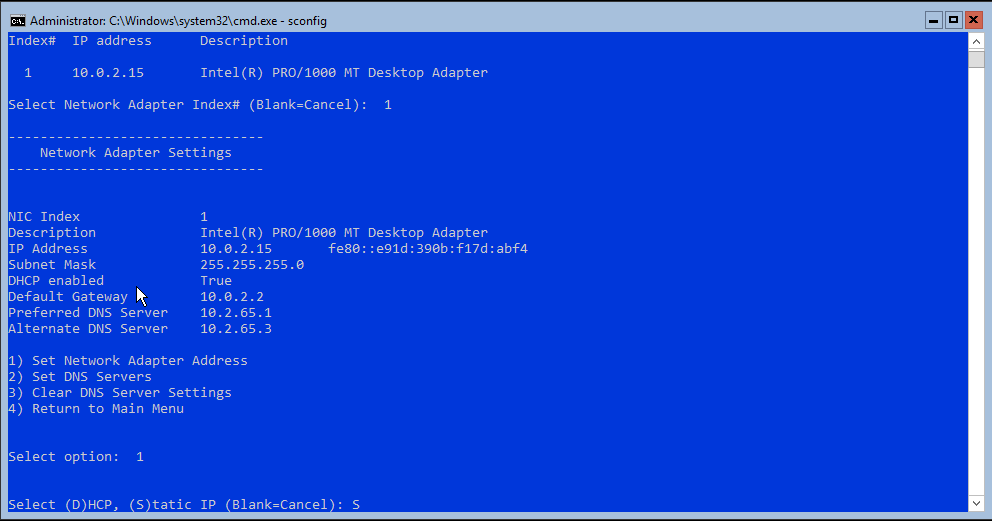 Administrator: C:\Windows\system32\cmd.exe - sconfig
Index#  IP address      Description
  1     10.0.2.15       Intel(R) PRO/1000 MT Desktop Adapter
Select Network Adapter Index# (Blank=Cancel):  1
--------------------------------
    Network Adapter Settings
--------------------------------
NIC Index               1
Description             Intel(R) PRO/1000 MT Desktop Adapter
IP Address              10.0.2.15       fe80::e91d:390b:f17d:abf4
Subnet Mask             255.255.255.0
DHCP enabled            True
Default Gateway         10.0.2.2
Preferred DNS Server    10.2.65.1
Alternate DNS Server    10.2.65.3
1) Set Network Adapter Address
2) Set DNS Servers
3) Clear DNS Server Settings
4) Return to Main Menu
Select option:  1
Select (D)HCP, (S)tatic IP (Blank=Cancel): S